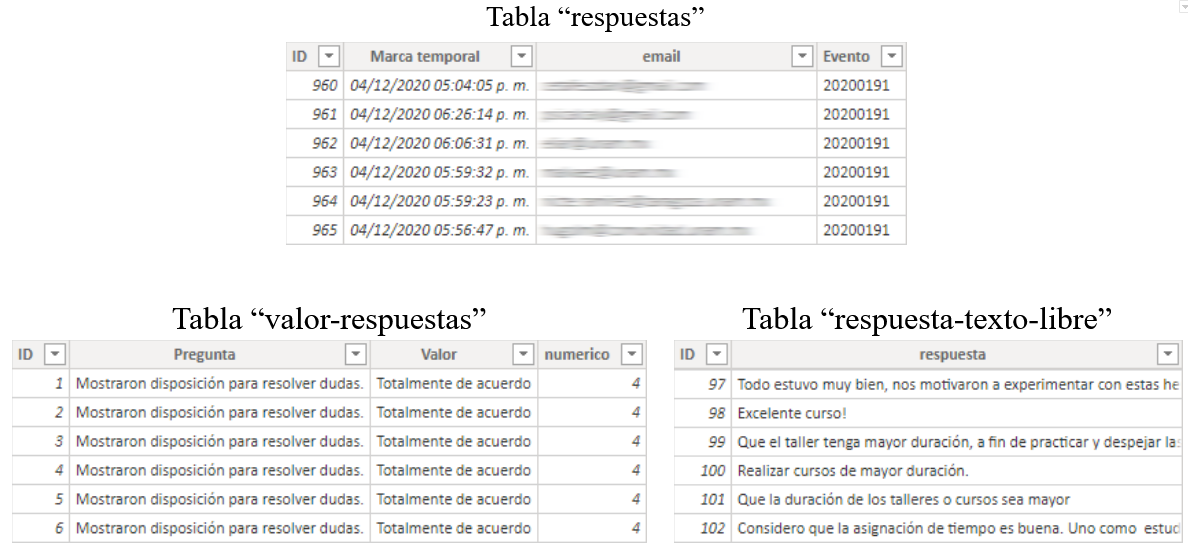 Tabla “respuestas”
ID Marca temporal email Evento
960 04/12/2020 05:04:05 p. m. 20200191
961 04/12/2020 06:26:14 p. m. 20200191
962 04/12/2020 06:06:31 p. m. 20200191
963 04/12/2020 05:59:32 p. m. 20200191
964 04/12/2020 05:59:23 p. m. 20200191
965 04/12/2020 05:56:47 p. m. 20200191
Tabla “valor-respuestas”
ID Pregunta Valor numerico
1 Mostraron disposición para resolver dudas. Totalmente de acuerdo 4
2 Mostraron disposición para resolver dudas. Totalmente de acuerdo 4
3 Mostraron disposición para resolver dudas. Totalmente de acuerdo 4
4 Mostraron disposición para resolver dudas. Totalmente de acuerdo 4
5 Mostraron disposición para resolver dudas. Totalmente de acuerdo 4
6 Mostraron disposición para resolver dudas. Totalmente de acuerdo 4
Tabla “respuesta-texto-libre”
ID respuesta
97 Todo estuvo muy bien, nos motivaron a experimentar con estas he
98 Excelente curso!
99 Que el taller tenga mayor duración, a fin de practicar y despejar las
100 Realizar cursos de mayor duración.
101 Que la duración de los talleres o cursos sea mayor
102 Considero que la asignación de tiempo es buena. Uno como estud